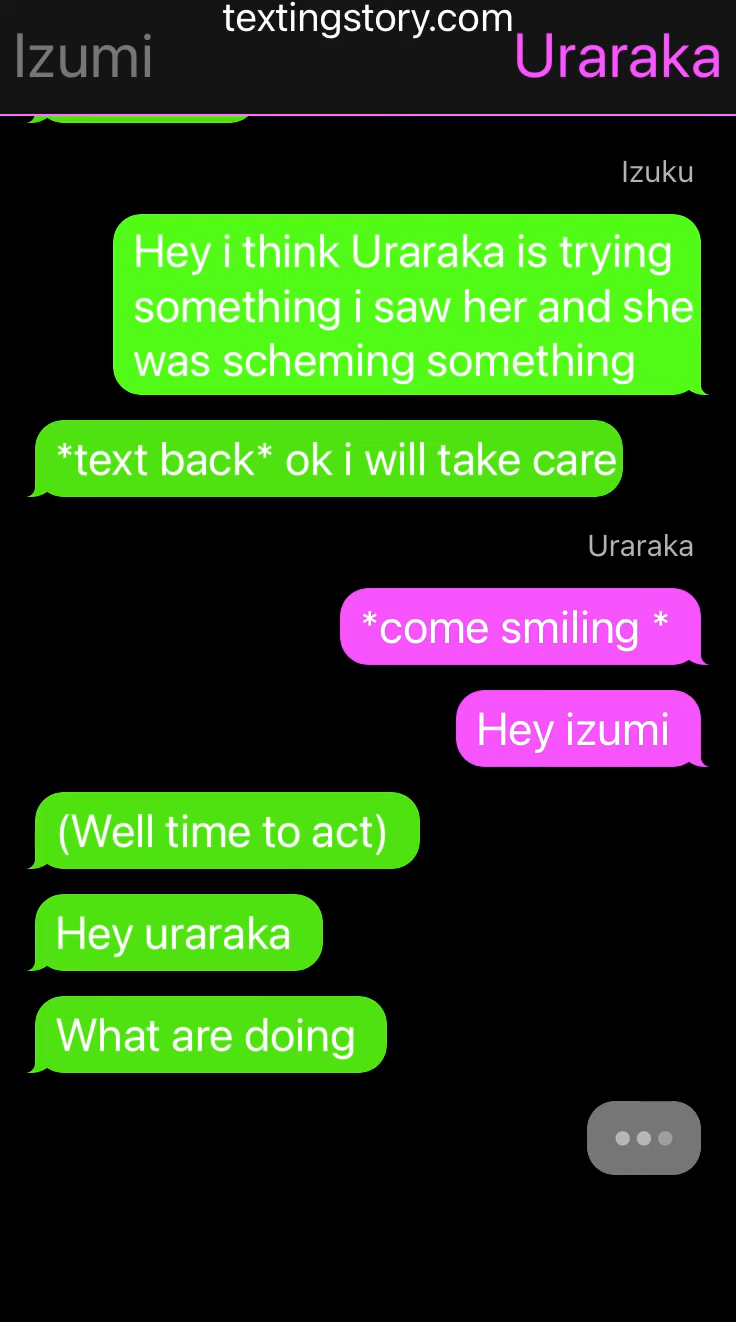 textingstory.com
Izumi
Uraraka
Izuku
Hey i think Uraraka is trying
something i saw her and she
was scheming something
*text back* ok i will take care
Uraraka
*come smiling *
Hey izumi
(Well time to act)
Hey uraraka
What are doing